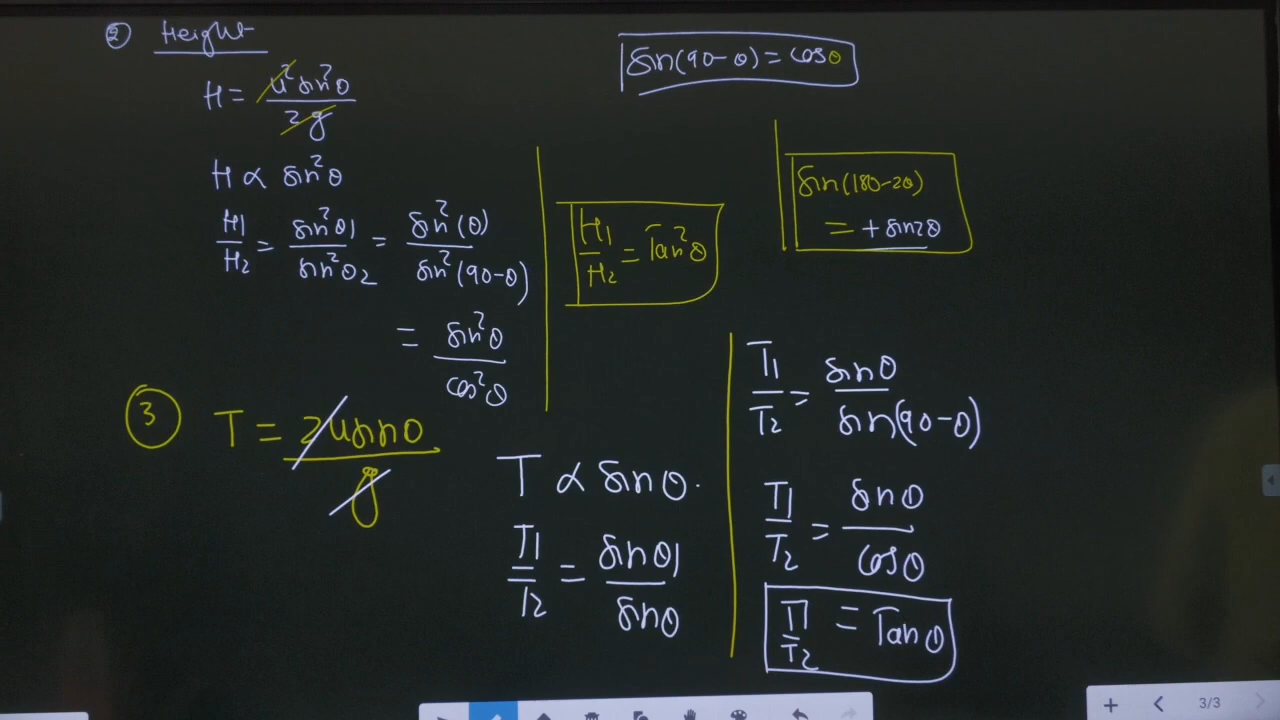 ② Height
sin(90-θ) = cosθ
H = u²sin²θ / 2g
H ∝ sin²θ
H1/H2 = sin²θ1 / sin²θ2 = sin²(θ) / sin²(90-θ)
= sin²θ / cos²θ
H1/H2 = Tan²θ
sin(180-2θ)
= + sin2θ
③ T = 2usinθ / g
T ∝ sinθ.
T1/T2 = sinθ1 / sinθ
T1/T2 = sinθ / sin(90-θ)
T1/T2 = sinθ / cosθ
T1/T2 = Tanθ
3/3